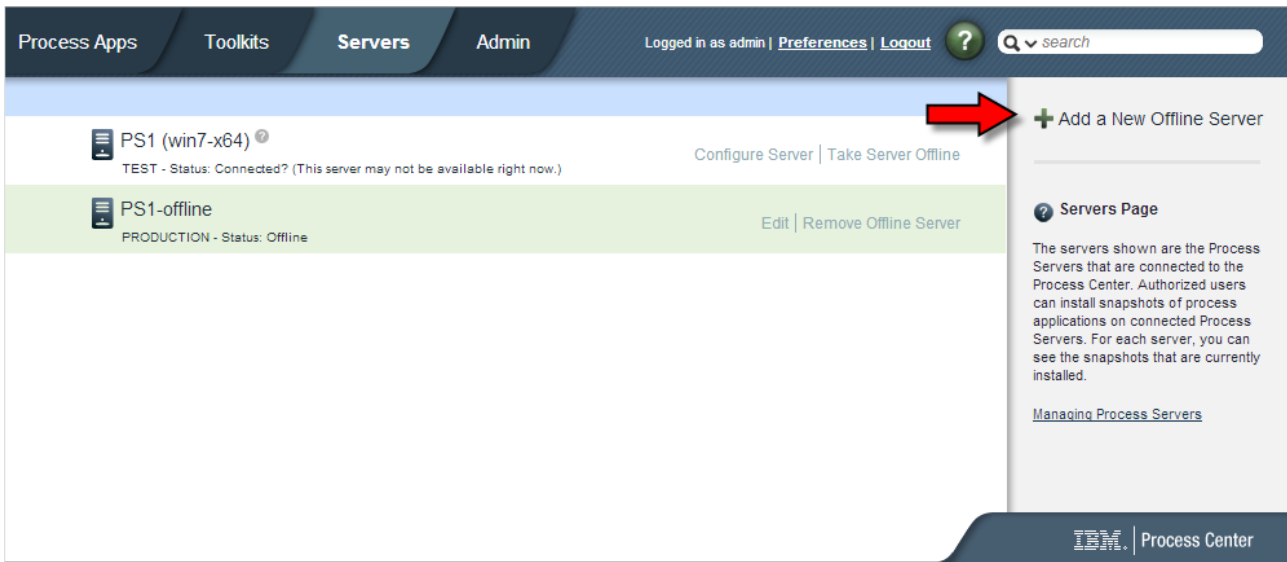 Process Apps Toolkits Servers Admin Logged in as admin | Preferences | Logout ? search
PS1 (win7-x64) ?
TEST - Status: Connected? (This server may not be available right now.)
Configure Server | Take Server Offline
PS1-offline
PRODUCTION - Status: Offline
Edit | Remove Offline Server
Add a New Offline Server
? Servers Page
The servers shown are the Process
Servers that are connected to the
Process Center. Authorized users
can install snapshots of process
applications on connected Process
Servers. For each server, you can
see the snapshots that are currently
installed.
Managing Process Servers
IBM. | Process Center